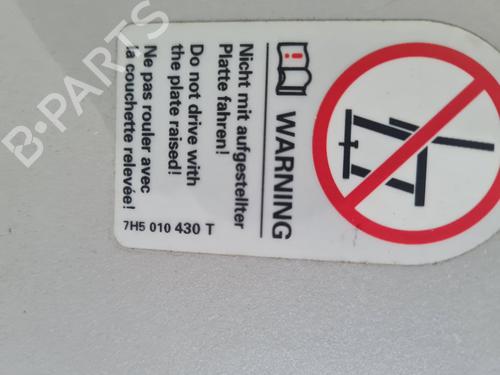 WARNING
Nicht mit aufgestellter
Platte fahren!
Do not drive with
the plate raised!
Ne pas rouler avec
la couchette relevée!
7H5 010 430 T
B-PARTS